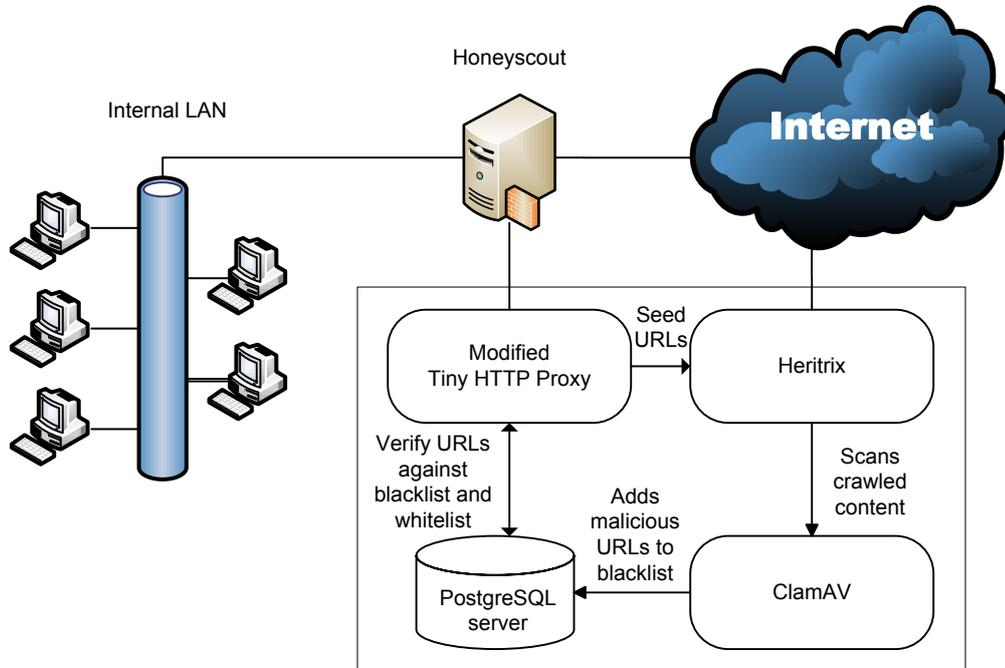 Honeyscout
Internal LAN
Internet
Modified
Tiny HTTP Proxy
Seed
URLs
Heritrix
Verify URLs
against
blacklist and
whitelist
Scans
crawled
content
Adds
malicious
URLs to
blacklist
PostgreSQL
server
ClamAV